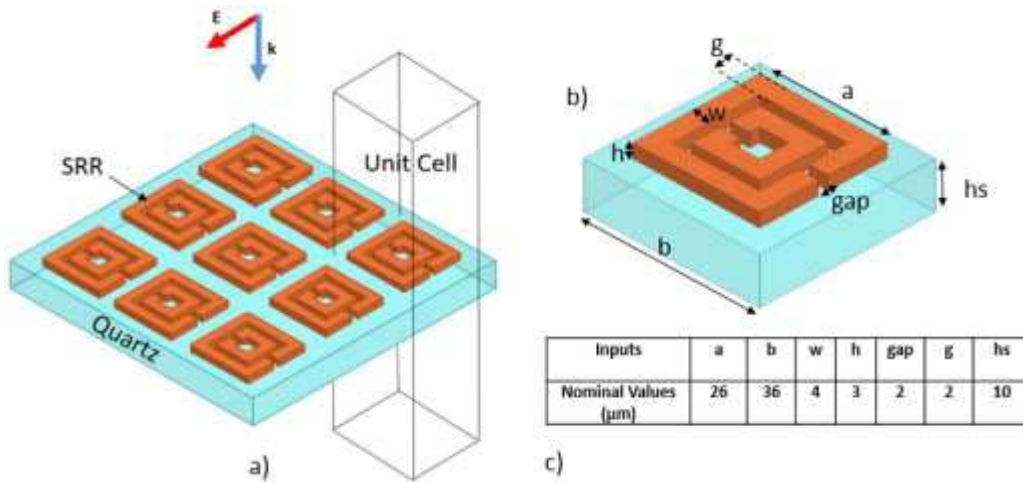 E
k
SRR
Unit Cell
Quartz
a)
b)
g
a
w
h
gap
hs
b
Inputs a b w h gap g hs
Nominal Values 26 36 4 3 2 2 10
(μm)
c)